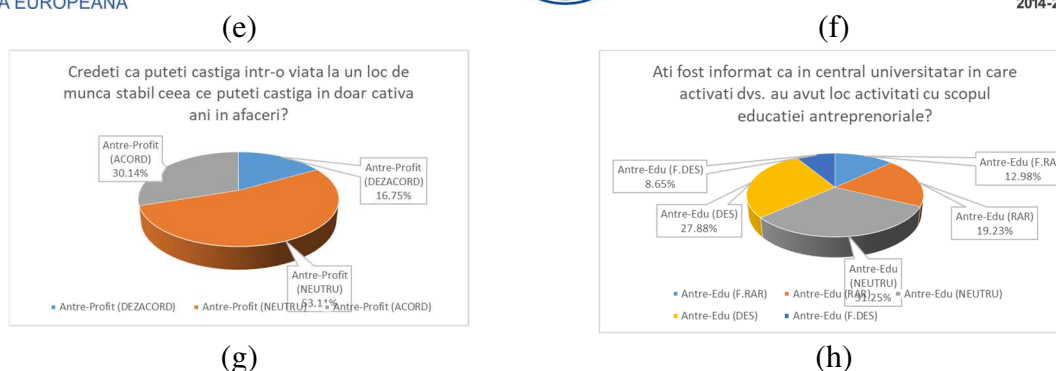 A EUROPEANA
2014-2
(e)
(f)
Credeti ca puteti castiga intr-o viata la un loc de
munca stabil ceea ce puteti castiga in doar cativa
ani in afaceri?
Antre-Profit
(ACORD)
30.14%
Antre-Profit
(DEZACORD)
16.75%
Antre-Profit
(NEUTRU)
53.11%
Antre-Profit (DEZACORD)
Antre-Profit (NEUTRU)
Antre-Profit (ACORD)
Ati fost informat ca in central universitatar in care
activati dvs. au avut loc activitati cu scopul
educatiei antreprenoriale?
Antre-Edu (F.DES)
8.65%
Antre-Edu (F.RA
12.98%
Antre-Edu (DES)
27.88%
Antre-Edu (RAR)
19.23%
Antre-Edu
(NEUTRU)
31.25%
Antre-Edu (F.RAR)
Antre-Edu (RAR)
Antre-Edu (NEUTRU)
Antre-Edu (DES)
Antre-Edu (F.DES)
(g)
(h)